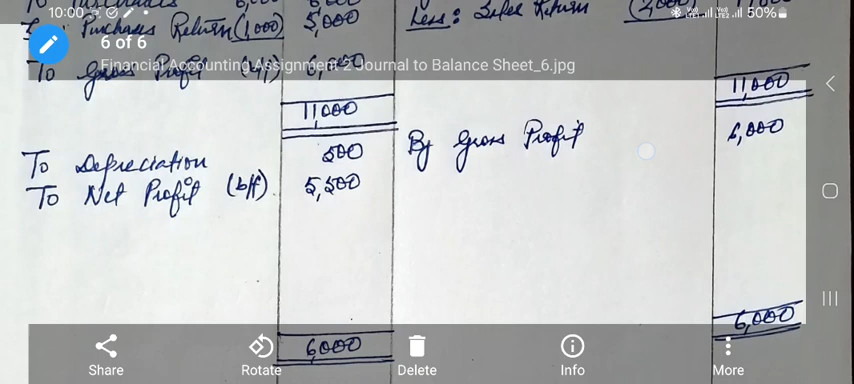 10:00
50%
Purchases Return (1,000) 5,000
Less: Sales Return
6 of 6
To Gross Profit
Financial Accounting Assignment 2 Journal to Balance Sheet_6.jpg
11,000 11,000
By Gross Profit 6,000
To Depreciation 500
To Net Profit (b/f) 5,500
6,000 6,000
Share Rotate Delete Info More